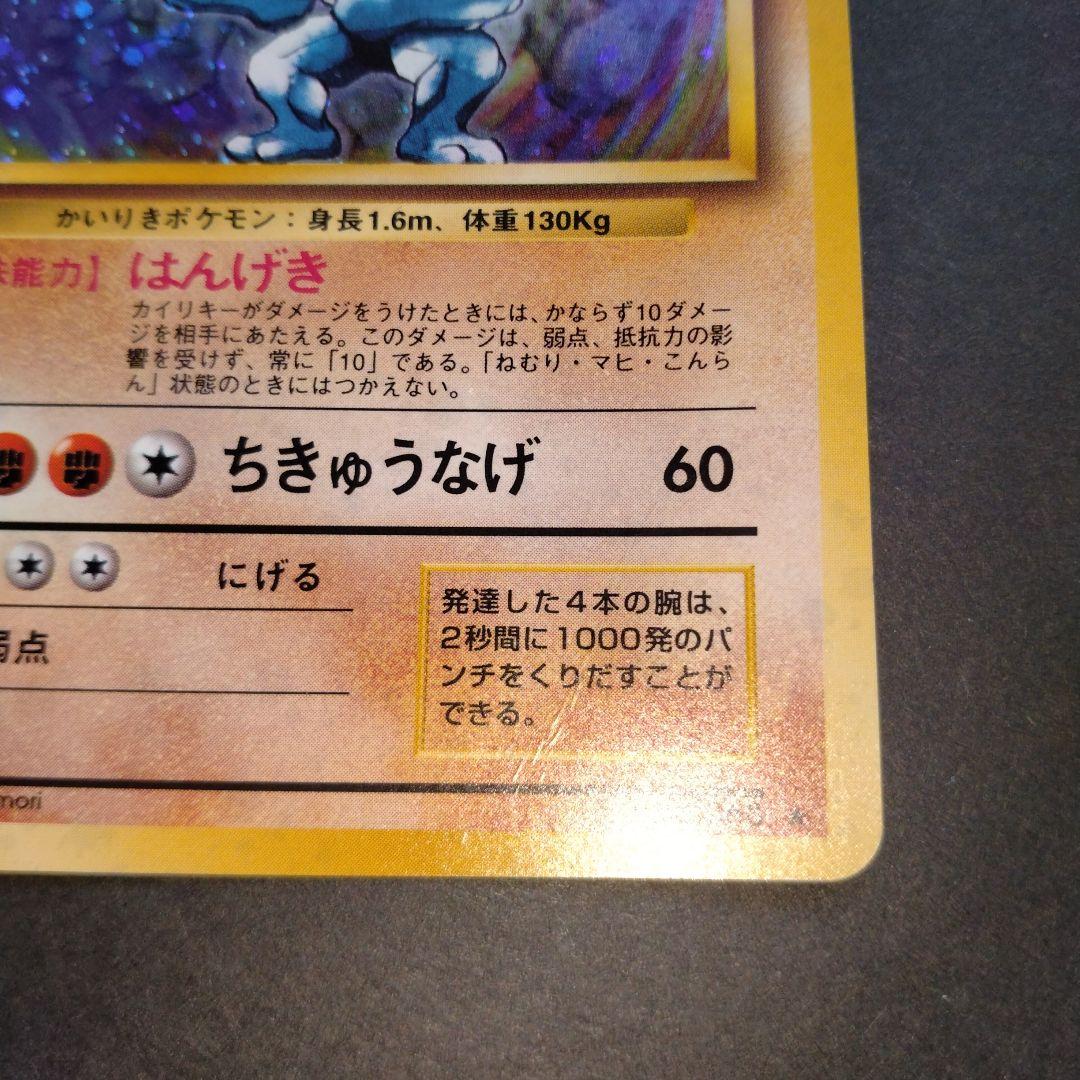 かいりきポケモン：身長1.6m、体重130Kg
能力】はんげき
カイリキーがダメージをうけたときには、かならず10ダメー
ジを相手にあたえる。このダメージは、弱点、抵抗力の影
響を受けず、常に「10」である。「ねむり・マヒ・こんら
ん」状態のときにはつかえない。
ちきゅうなげ 60
にげる
発達した4本の腕は、
2秒間に1000発のパ
ンチをくりだすことが
できる。
弱点
mori